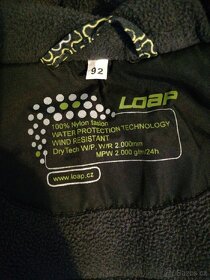 92
LOAP
100% Nylon taslon
WATER PROTECTION TECHNOLOGY
WIND RESISTANT
Dry Tech W/P, W/R 2.000mm
MPW 2.000 g/m²/24h
www.loap.cz